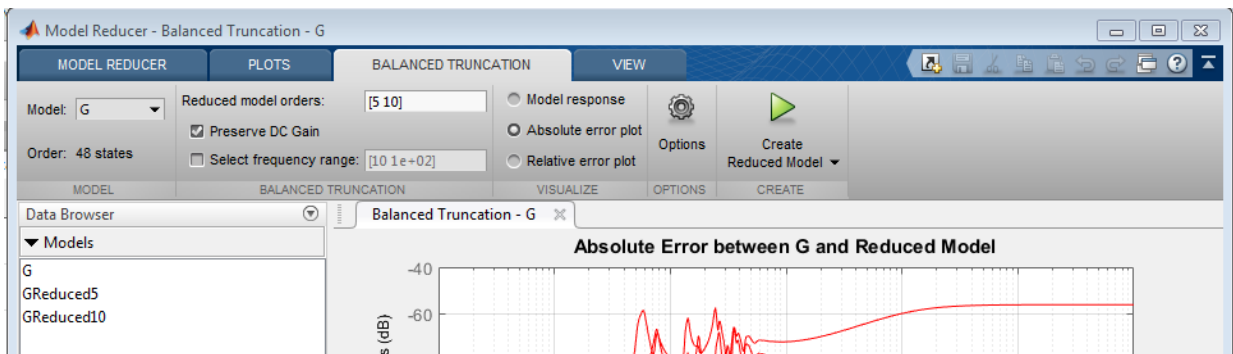 Model Reducer - Balanced Truncation - G
MODEL REDUCER PLOTS BALANCED TRUNCATION VIEW
Model: G Reduced model orders: [5 10] Model response
Preserve DC Gain Absolute error plot
Options Create
Order: 48 states Select frequency range: [10 1e+02] Relative error plot Reduced Model
MODEL BALANCED TRUNCATION VISUALIZE OPTIONS CREATE
Data Browser Balanced Truncation - G
Models Absolute Error between G and Reduced Model
G -40
GReduced5
GReduced10 -60
(dB)